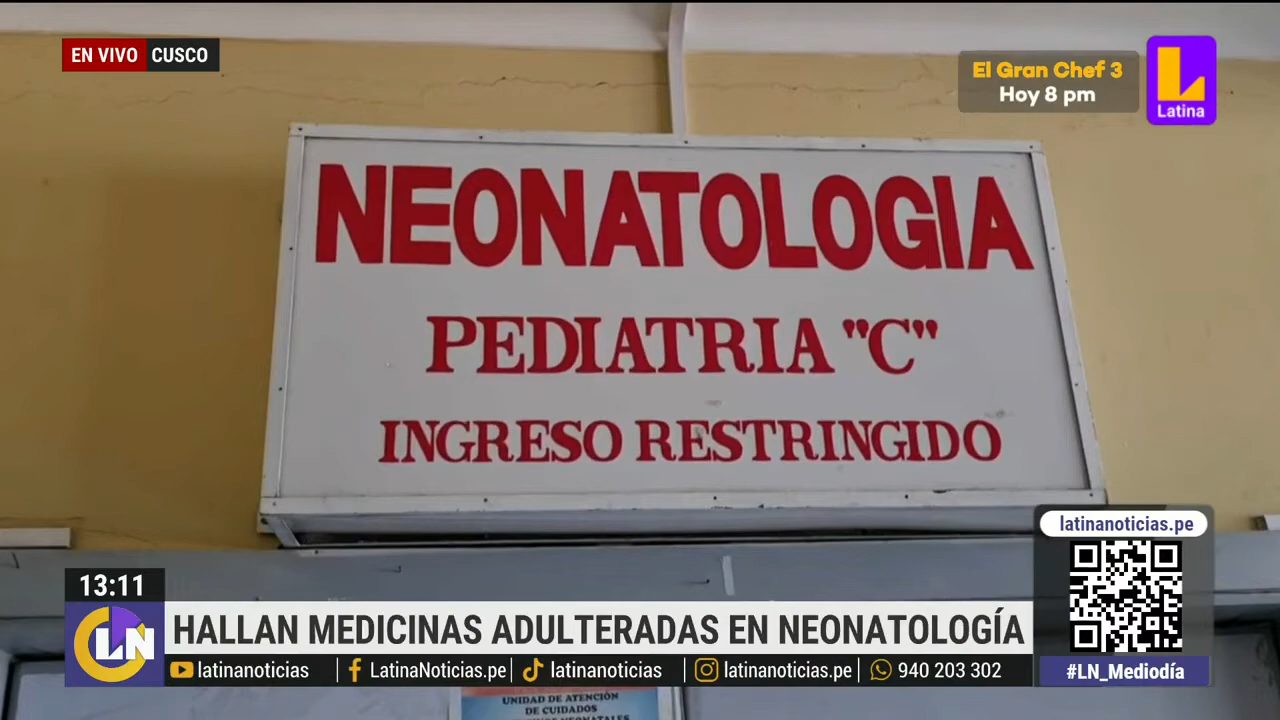 EN VIVO CUSCO
El Gran Chef 3
Hoy 8 pm
Latina
NEONATOLOGIA
PEDIATRIA "C"
INGRESO RESTRINGIDO
latinanoticias.pe
13:11
LN
HALLAN MEDICINAS ADULTERADAS EN NEONATOLOGÍA
latinanoticias LatinaNoticias.pe latinanoticias latinanoticias.pe 940 203 302
#LN_Mediodía
UNIDAD DE ATENCIÓN
DE CUIDADOS
NEONATALES